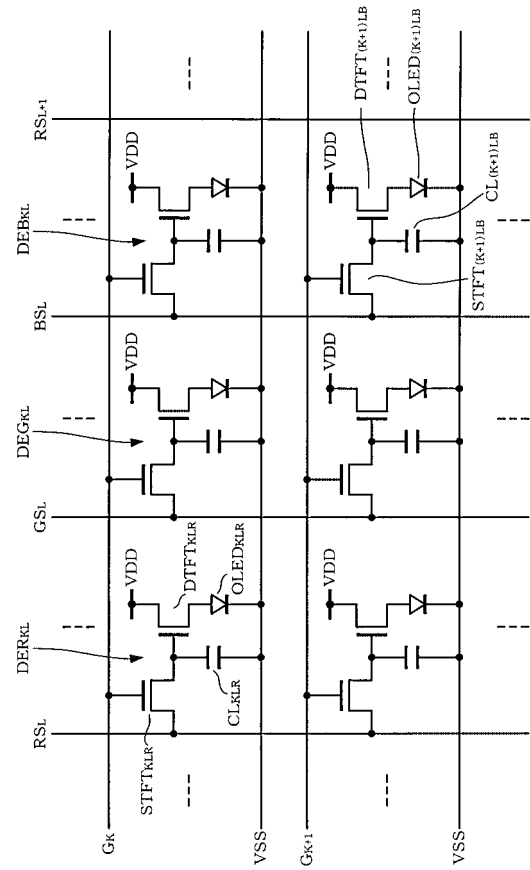 RSL
GSL
BSL
RSL+1
DERKL
DEGKL
DEBKL
GK
VDD
VDD
VDD
STFTKLR
DTFTKLR
OLEDKLR
CLKLR
VSS
GK+1
VDD
VDD
VDD
DTFT(K+1)LB
OLED(K+1)LB
CL(K+1)LB
STFT(K+1)LB
VSS